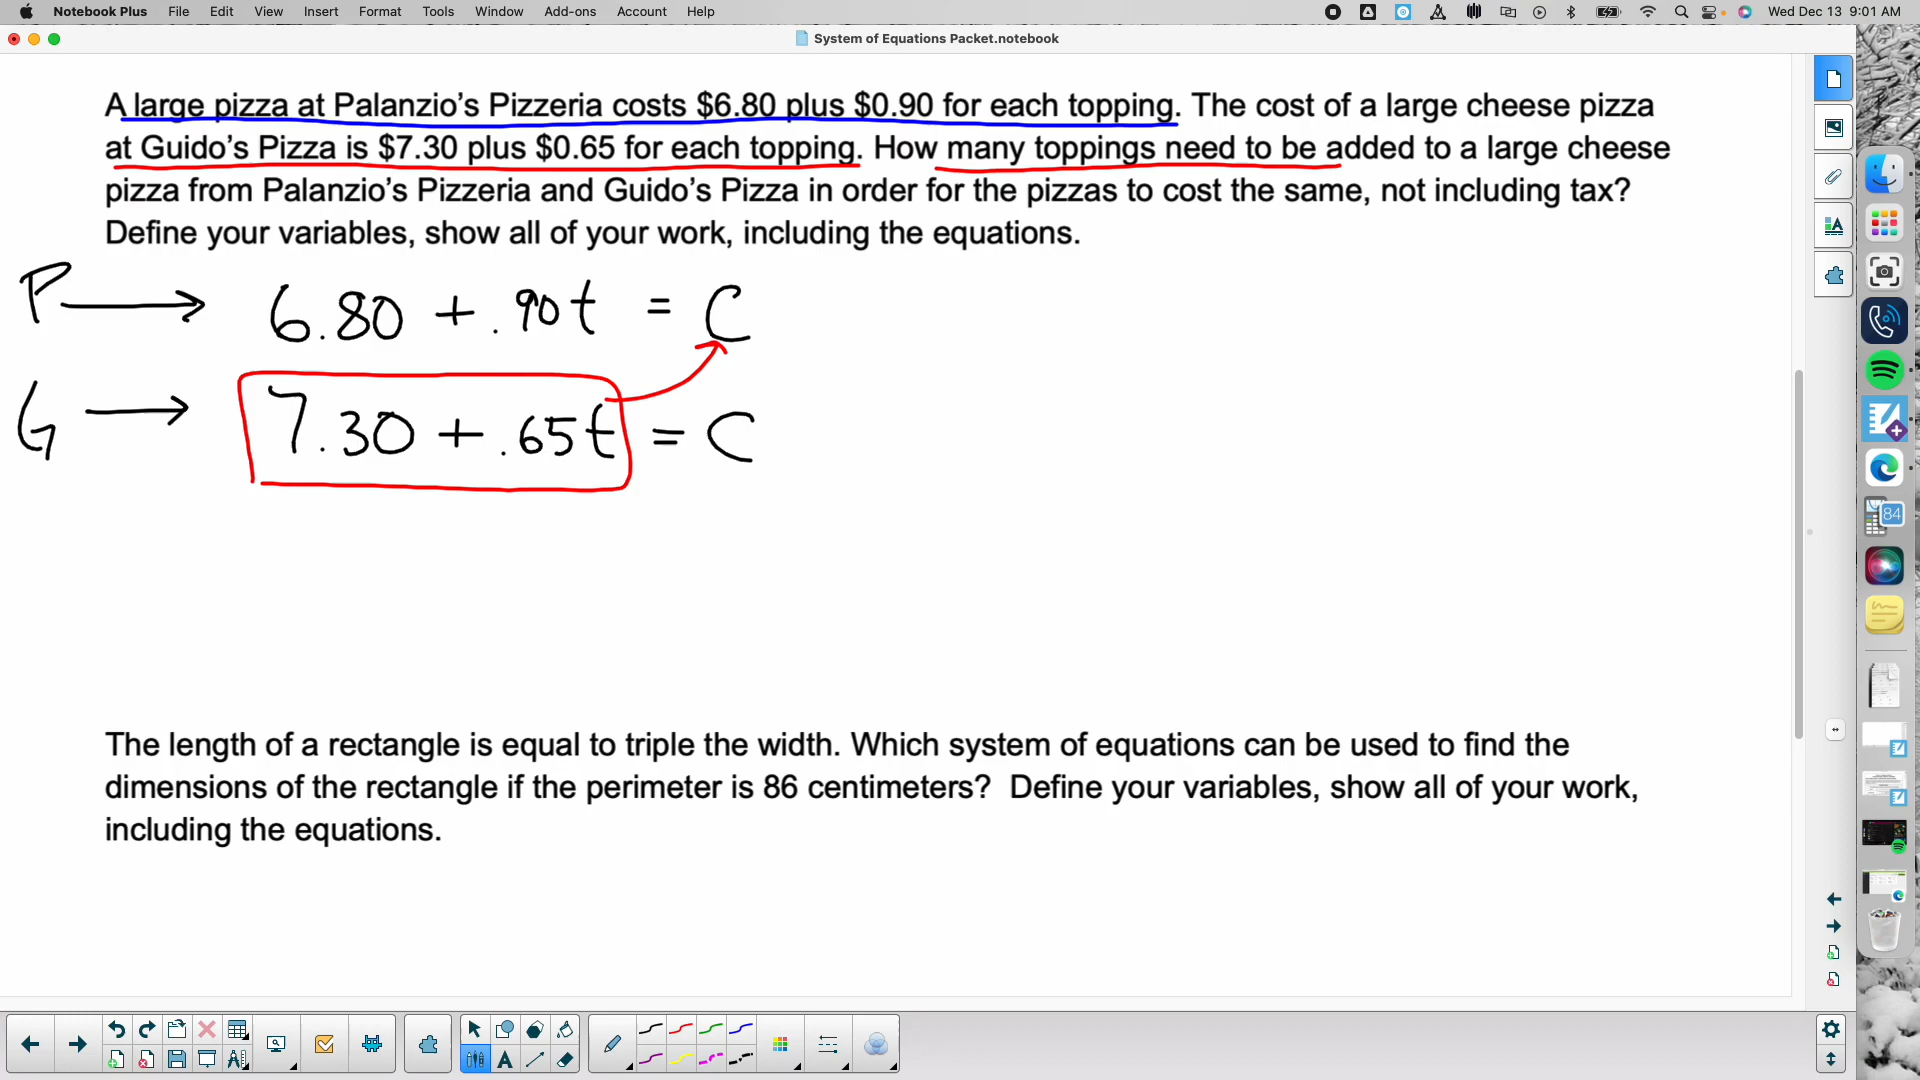 Notebook Plus File Edit View Insert Format Tools Window Add-ons Account Help Wed Dec 13 9:01 AM
System of Equations Packet.notebook
A large pizza at Palanzio's Pizzeria costs $6.80 plus $0.90 for each topping. The cost of a large cheese pizza
at Guido's Pizza is $7.30 plus $0.65 for each topping. How many toppings need to be added to a large cheese
pizza from Palanzio's Pizzeria and Guido's Pizza in order for the pizzas to cost the same, not including tax?
Define your variables, show all of your work, including the equations.
P → 6.80 + .90t = C
G → 7.30 + .65t = C
84
The length of a rectangle is equal to triple the width. Which system of equations can be used to find the
dimensions of the rectangle if the perimeter is 86 centimeters? Define your variables, show all of your work,
including the equations.